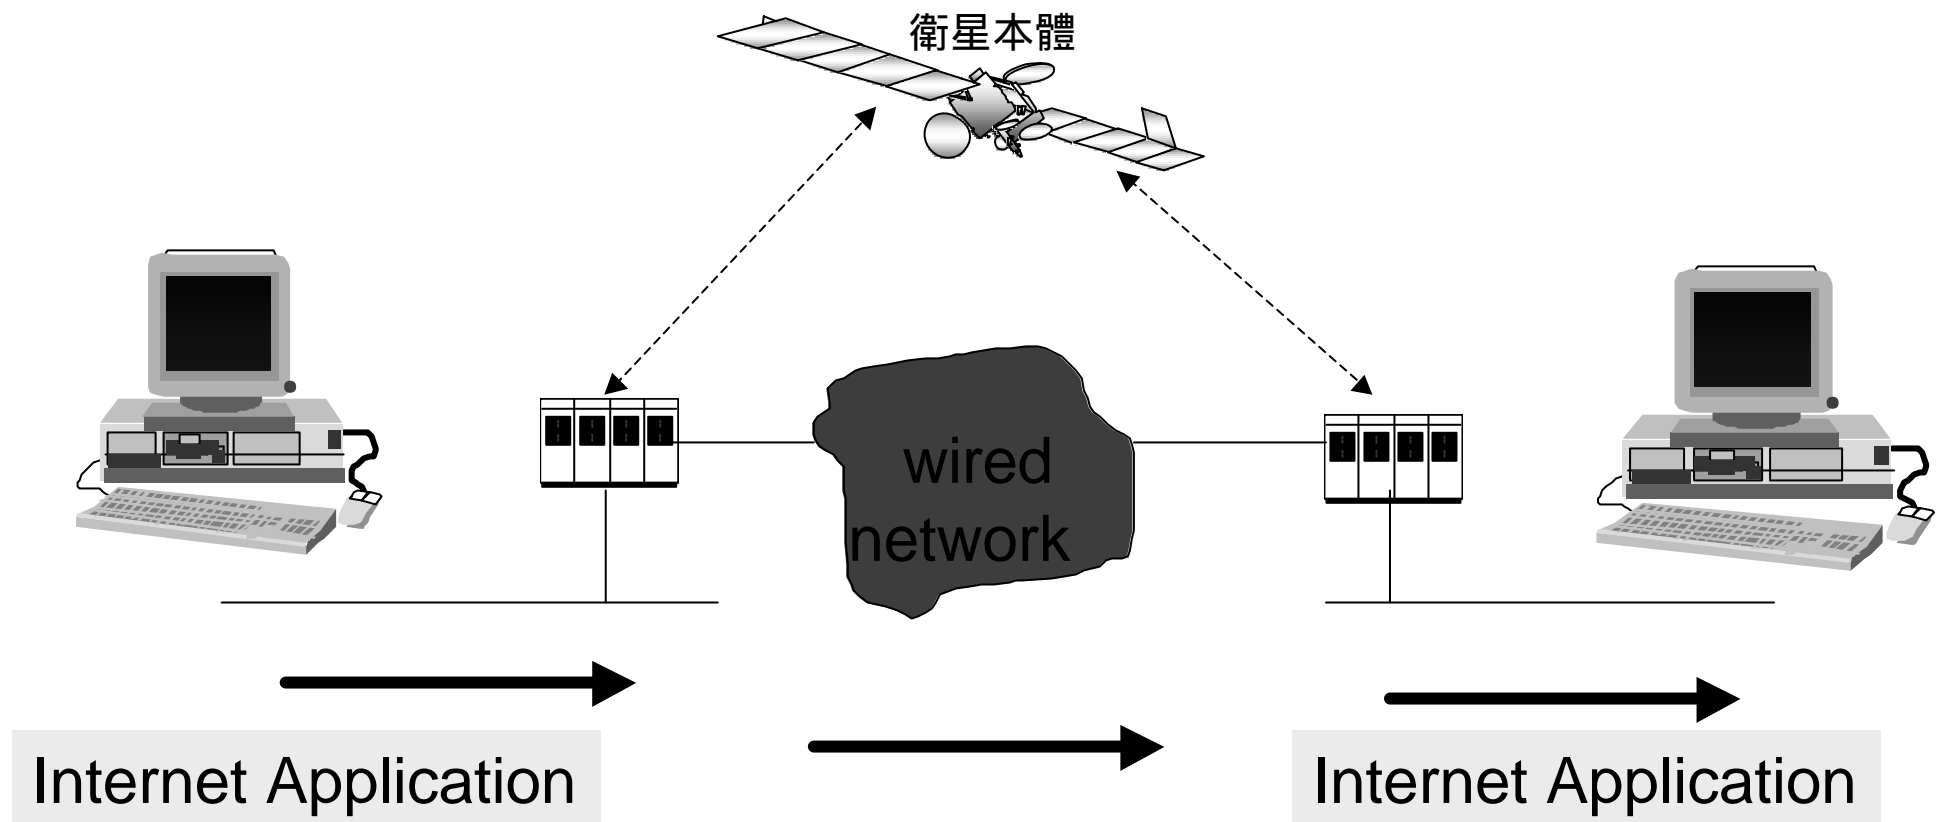 衛星本體
wired
network
Internet Application
Internet Application